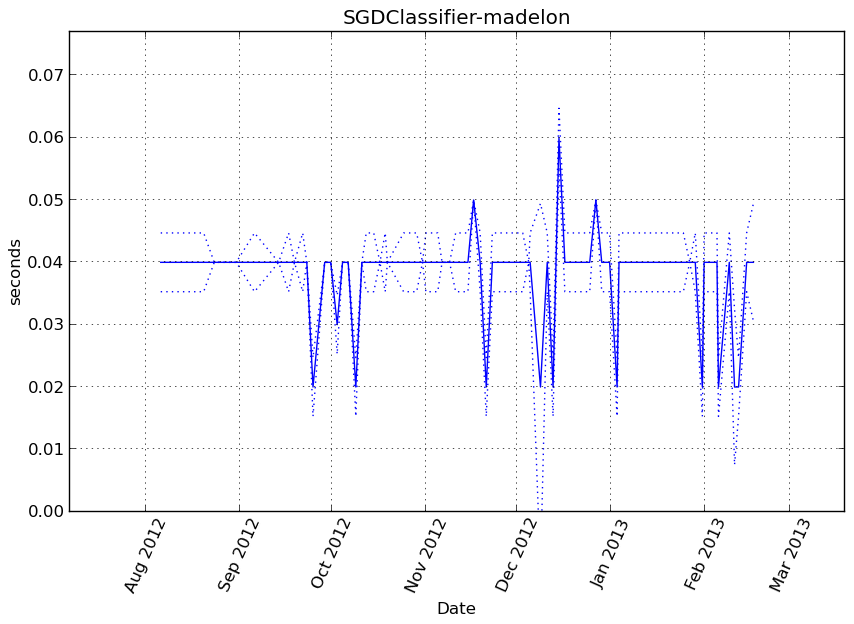 SGDClassifier-madelon
0.07
0.06
0.05
0.04
0.03
0.02
0.01
0.00
seconds
Aug 2012
Sep 2012
Oct 2012
Nov 2012
Dec 2012
Jan 2013
Feb 2013
Mar 2013
Date